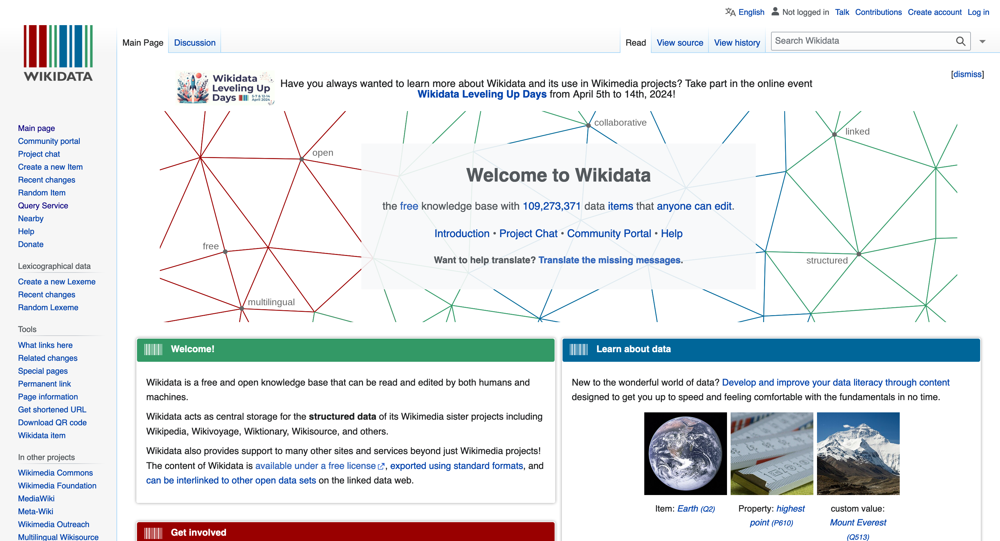 English Not logged in Talk Contributions Create account Log in
WIKIDATA
Main Page Discussion Read View source View history Search Wikidata
[dismiss]
Wikidata
Leveling Up
Days 5-7 & 12-14
April 2024
Have you always wanted to learn more about Wikidata and its use in Wikimedia projects? Take part in the online event
Wikidata Leveling Up Days from April 5th to 14th, 2024!
Main page
Community portal
Project chat
Create a new Item
Recent changes
Random Item
Query Service
Nearby
Help
Donate
Lexicographical data
Create a new Lexeme
Recent changes
Random Lexeme
Tools
What links here
Related changes
Special pages
Permanent link
Page information
Get shortened URL
Download QR code
Wikidata item
In other projects
Wikimedia Commons
Wikimedia Foundation
MediaWiki
Meta-Wiki
Wikimedia Outreach
Multilingual Wikisource
collaborative
linked
open
free
structured
multilingual
Welcome to Wikidata
the free knowledge base with 109,273,371 data items that anyone can edit.
Introduction • Project Chat • Community Portal • Help
Want to help translate? Translate the missing messages.
Welcome!
Wikidata is a free and open knowledge base that can be read and edited by both humans and
machines.
Wikidata acts as central storage for the structured data of its Wikimedia sister projects including
Wikipedia, Wikivoyage, Wiktionary, Wikisource, and others.
Wikidata also provides support to many other sites and services beyond just Wikimedia projects!
The content of Wikidata is available under a free license, exported using standard formats, and
can be interlinked to other open data sets on the linked data web.
Get involved
Learn about data
New to the wonderful world of data? Develop and improve your data literacy through content
designed to get you up to speed and feeling comfortable with the fundamentals in no time.
Item: Earth (Q2)
Property: highest
point (P610)
custom value:
Mount Everest
(Q513)